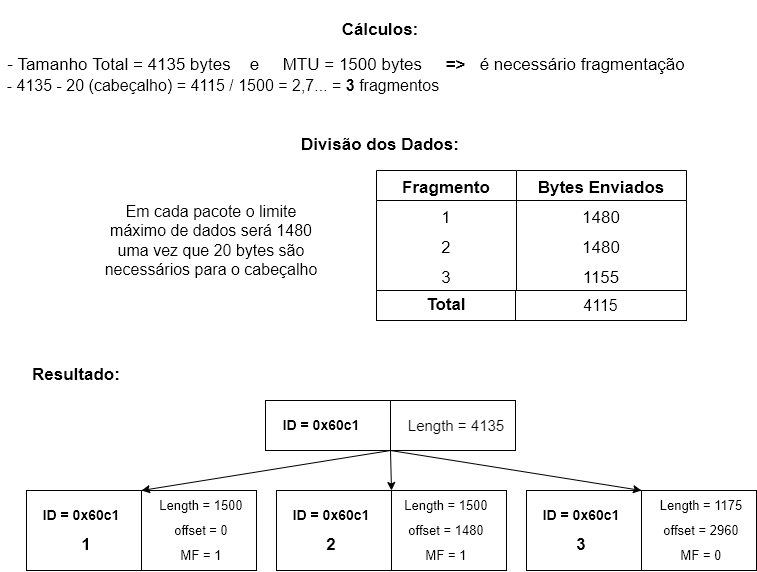 Cálculos:
- Tamanho Total = 4135 bytes e MTU = 1500 bytes => é necessário fragmentação
- 4135 - 20 (cabeçalho) = 4115 / 1500 = 2,7... = 3 fragmentos
Divisão dos Dados:
Em cada pacote o limite
máximo de dados será 1480
uma vez que 20 bytes são
necessários para o cabeçalho
Fragmento Bytes Enviados
1 1480
2 1480
3 1155
Total 4115
Resultado:
ID = 0x60c1 Length = 4135
ID = 0x60c1
1
Length = 1500
offset = 0
MF = 1
ID = 0x60c1
2
Length = 1500
offset = 1480
MF = 1
ID = 0x60c1
3
Length = 1175
offset = 2960
MF = 0